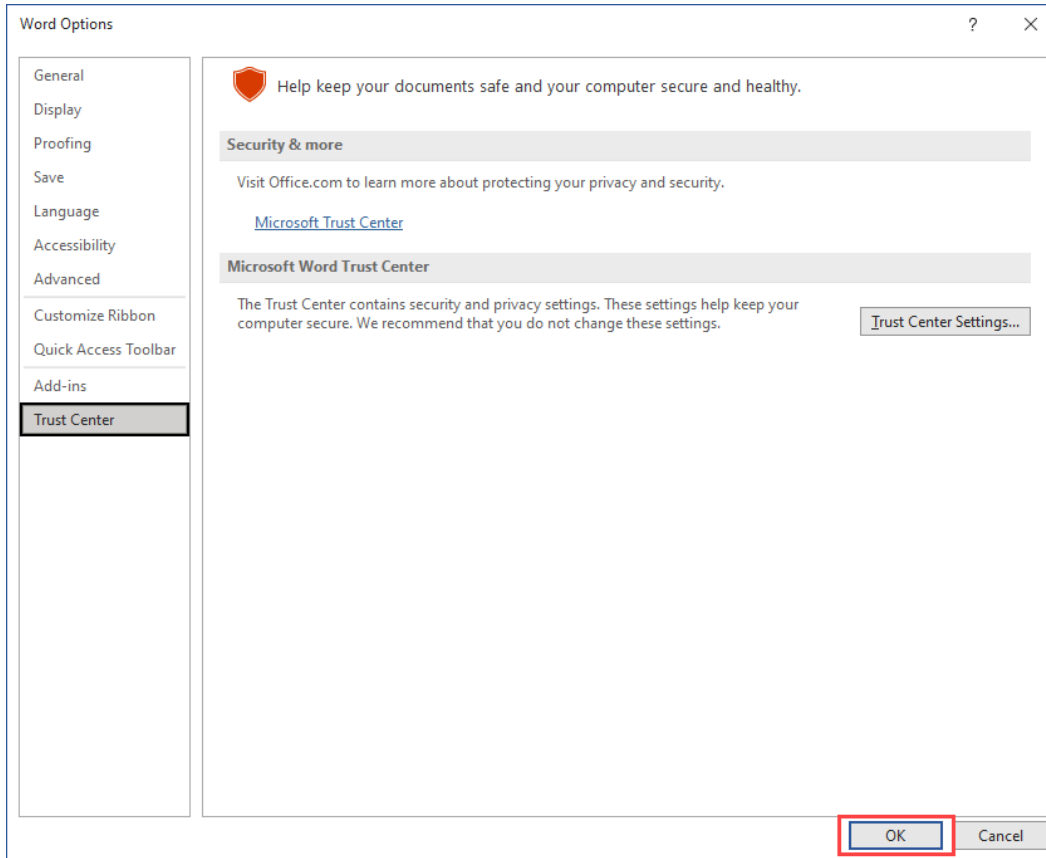 Word Options
?
General
Display
Proofing
Save
Language
Accessibility
Advanced
Customize Ribbon
Quick Access Toolbar
Add-ins
Trust Center
Help keep your documents safe and your computer secure and healthy.
Security & more
Visit Office.com to learn more about protecting your privacy and security.
Microsoft Trust Center
Microsoft Word Trust Center
The Trust Center contains security and privacy settings. These settings help keep your
computer secure. We recommend that you do not change these settings.
Trust Center Settings...
OK
Cancel